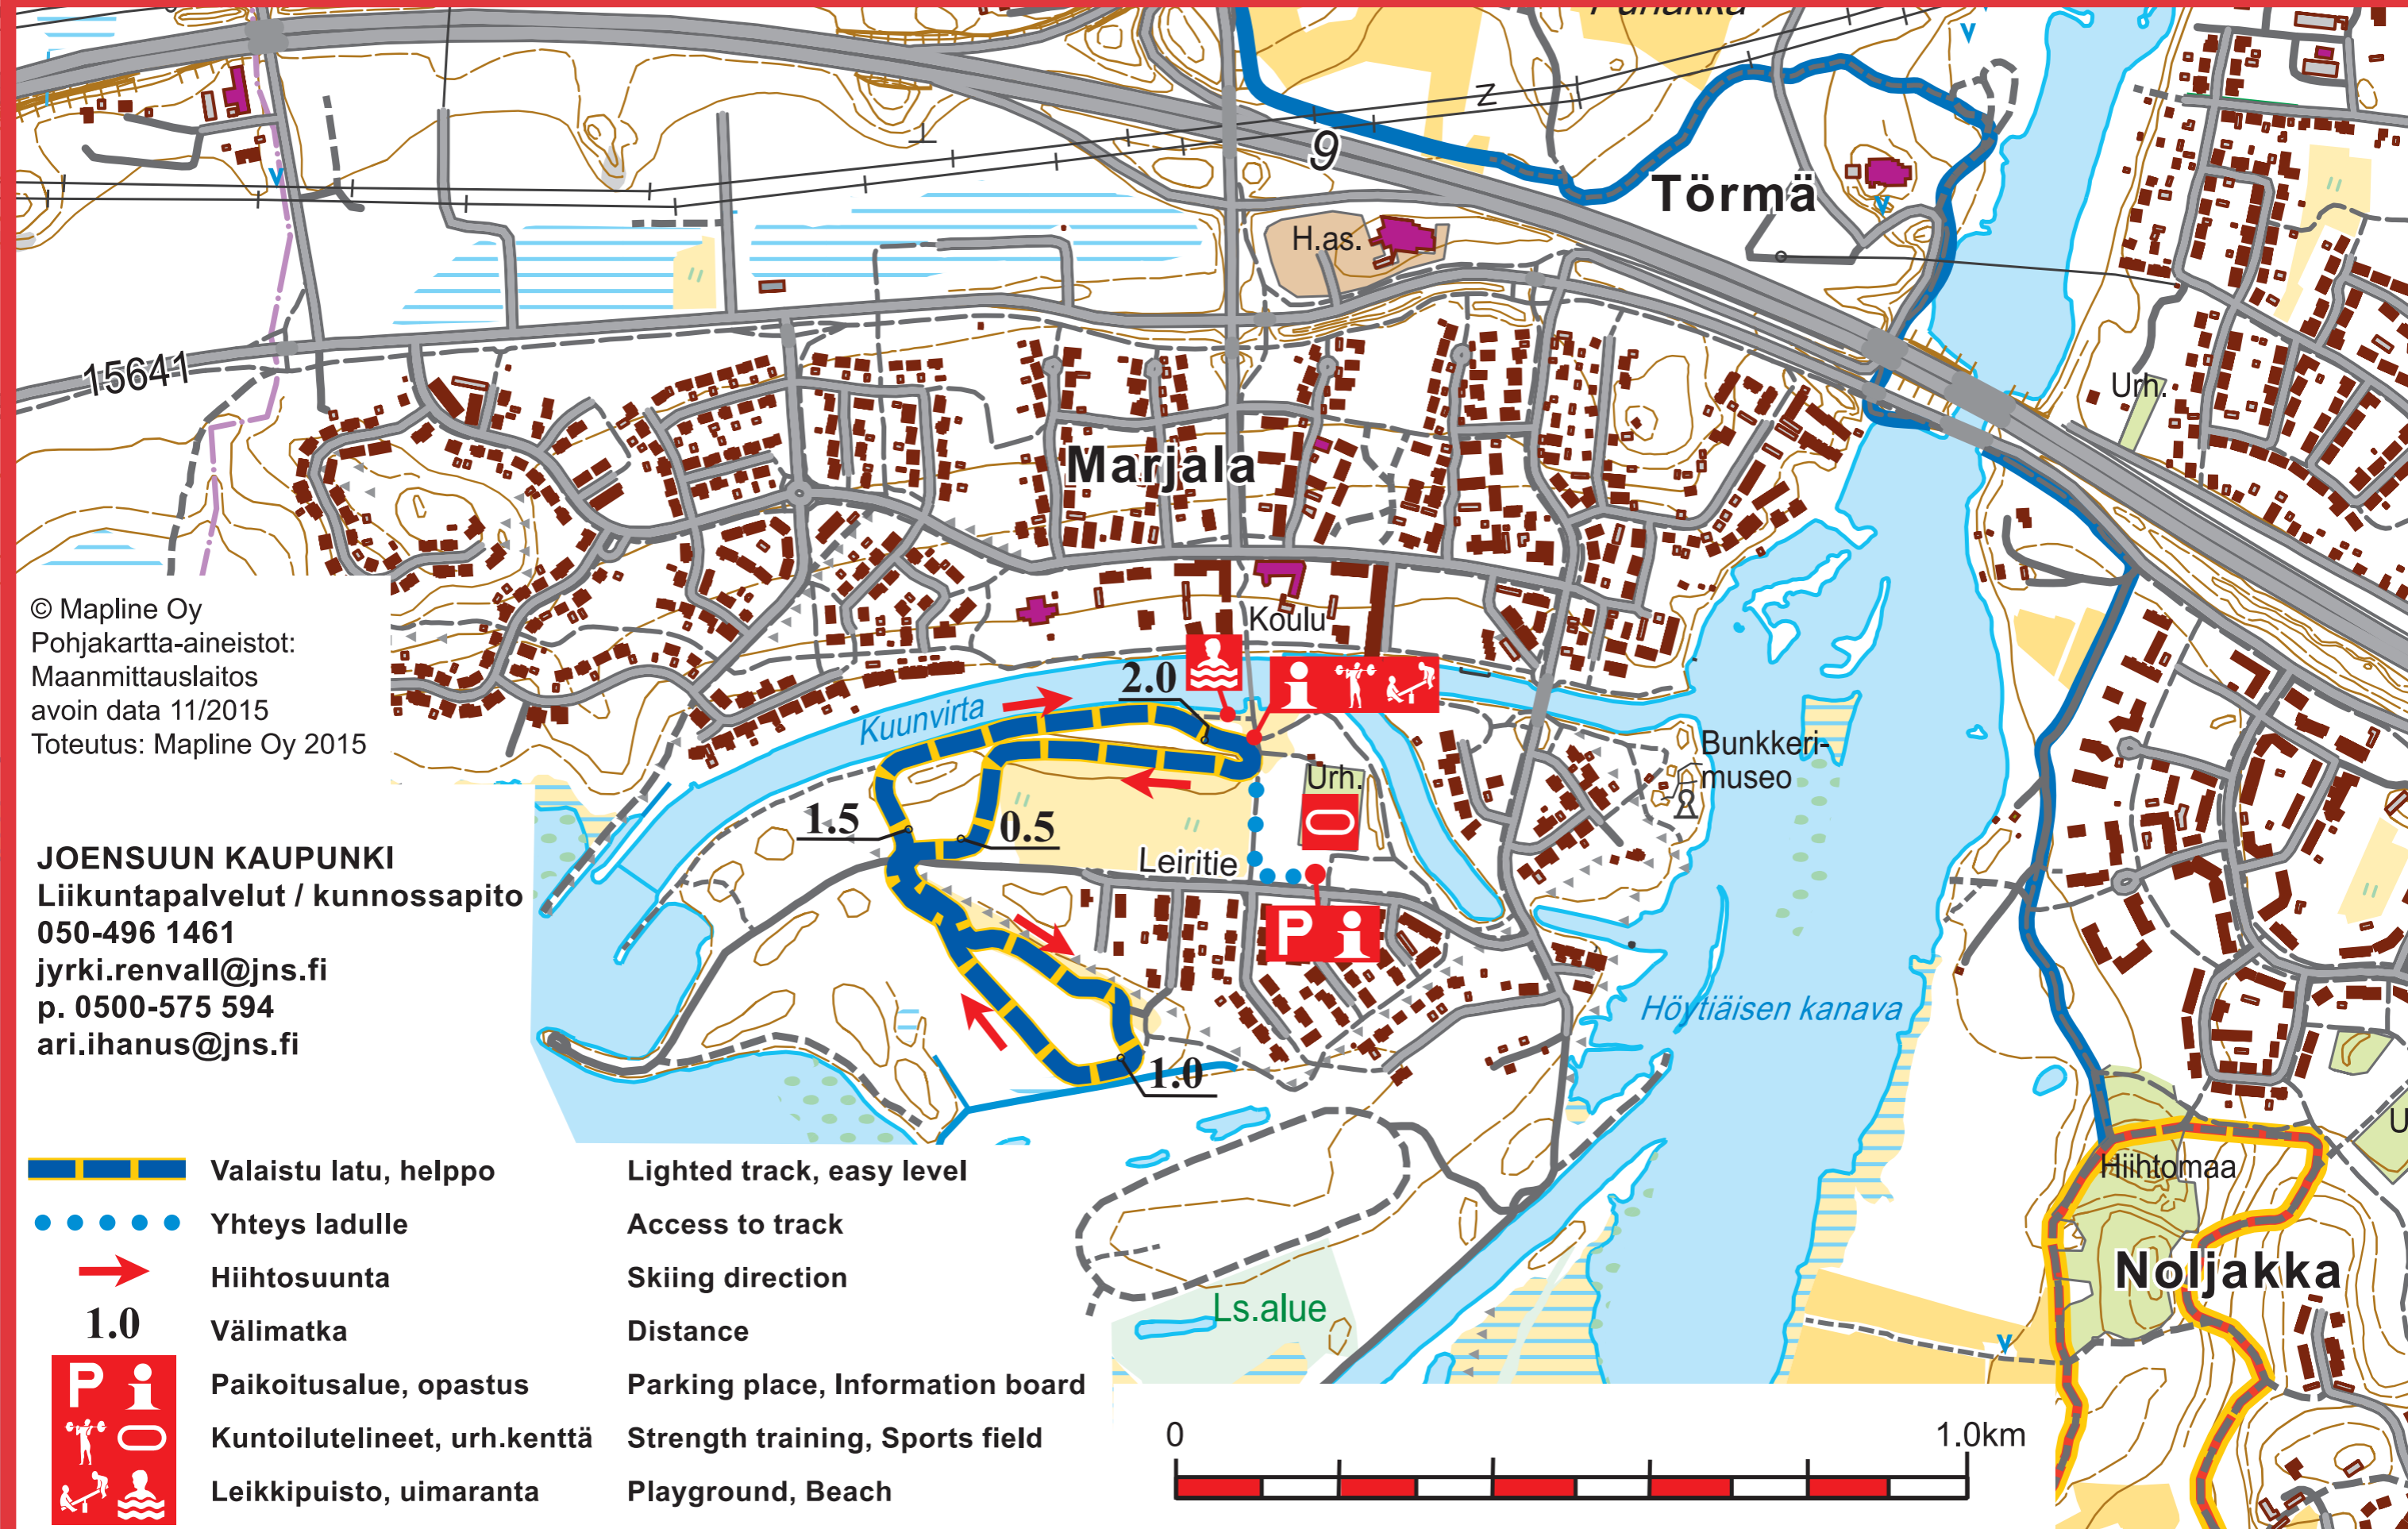 9
Törmä
H.as.
15641
Urh.
Marjala
Koulu
© Mapline Oy
Pohjakartta-aineistot:
Maanmittauslaitos
avoin data 11/2015
Toteutus: Mapline Oy 2015
2.0
Kuunvirta
Bunkkeri-
museo
Urh.
1.5
0.5
Leiritie
P i
JOENSUUN KAUPUNKI
Liikuntapalvelut / kunnossapito
050-496 1461
jyrki.renvall@jns.fi
p. 0500-575 594
ari.ihanus@jns.fi
Höytiäisen kanava
1.0
Hiihtomaa
Noljakka
Ls.alue
Valaistu latu, helppo Lighted track, easy level
Yhteys ladulle Access to track
Hiihtosuunta Skiing direction
1.0 Välimatka Distance
P i Paikoitusalue, opastus Parking place, Information board
Kuntoilutelineet, urh.kenttä Strength training, Sports field
Leikkipuisto, uimaranta Playground, Beach
0 1.0km